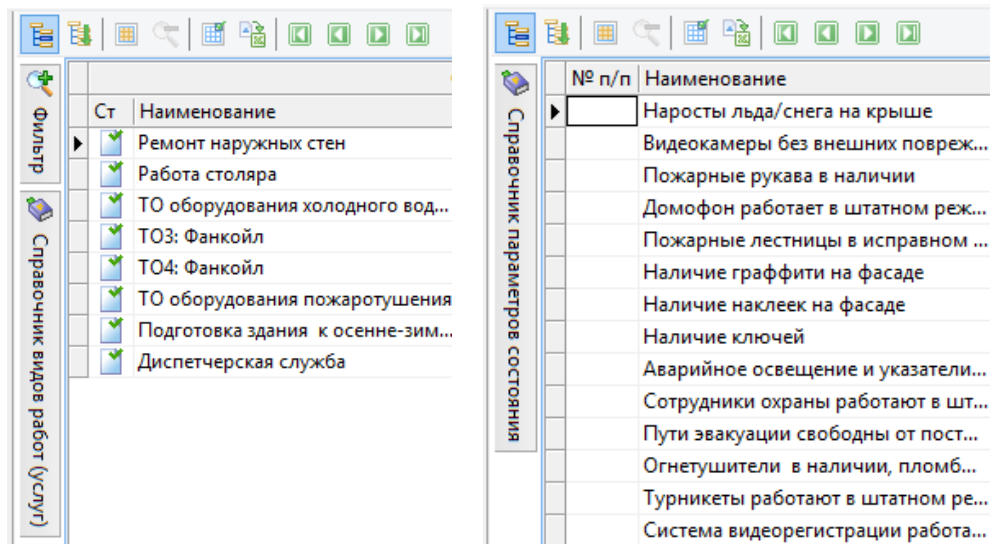 Фильтр
Справочник видов работ (услуг)
Ст Наименование
Ремонт наружных стен
Работа столяра
ТО оборудования холодного вод...
ТО3: Фанкойл
ТО4: Фанкойл
ТО оборудования пожаротушения
Подготовка здания к осенне-зим...
Диспетчерская служба
Справочник параметров состояния
№ п/п Наименование
Наросты льда/снега на крыше
Видеокамеры без внешних повреж...
Пожарные рукава в наличии
Домофон работает в штатном реж...
Пожарные лестницы в исправном ...
Наличие граффити на фасаде
Наличие наклеек на фасаде
Наличие ключей
Аварийное освещение и указатели...
Сотрудники охраны работают в шт...
Пути эвакуации свободны от пост...
Огнетушители в наличии, пломб...
Турникеты работают в штатном ре...
Система видеорегистрации работа...